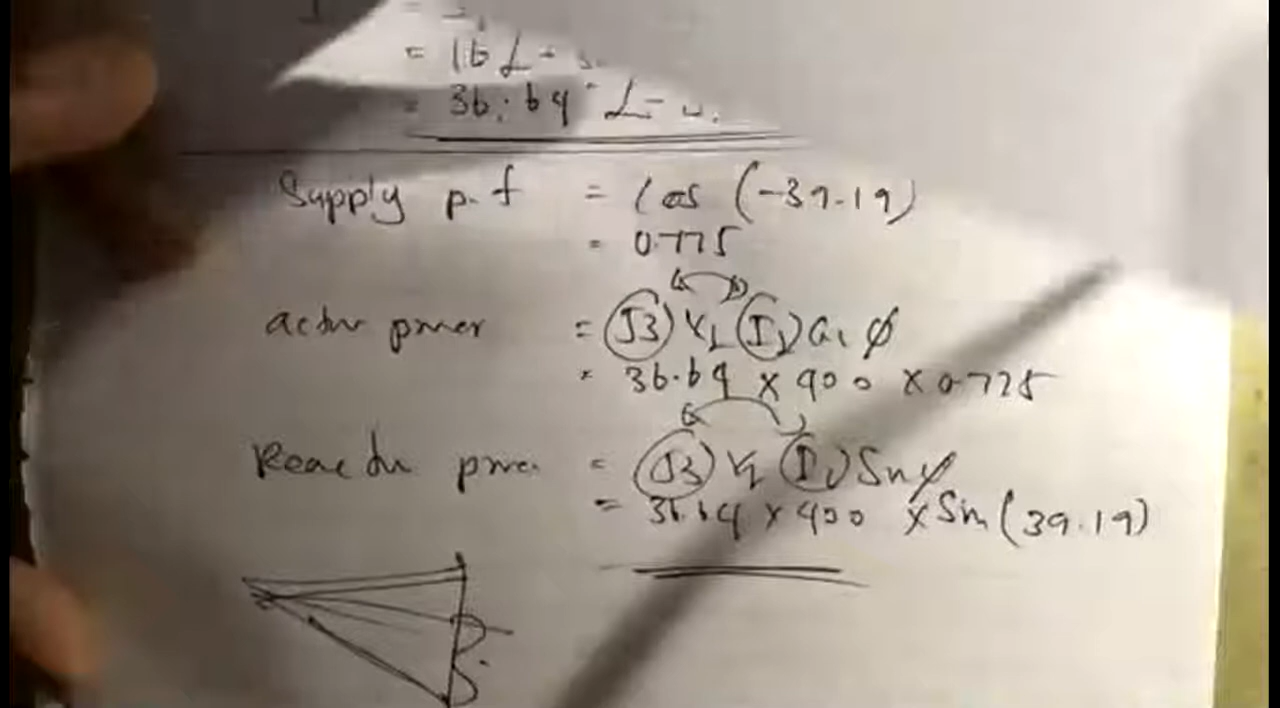 = 16 ∠-
= 36.64 ∠-
Supply p.f = Cos (-39.19)
= 0.775
active power = (√3) VL (IL) Cos φ
= 36.64 × 400 × 0.775
Reactive power = (√3) VL (IL) Sin φ
= 36.64 × 400 × Sin (39.19)